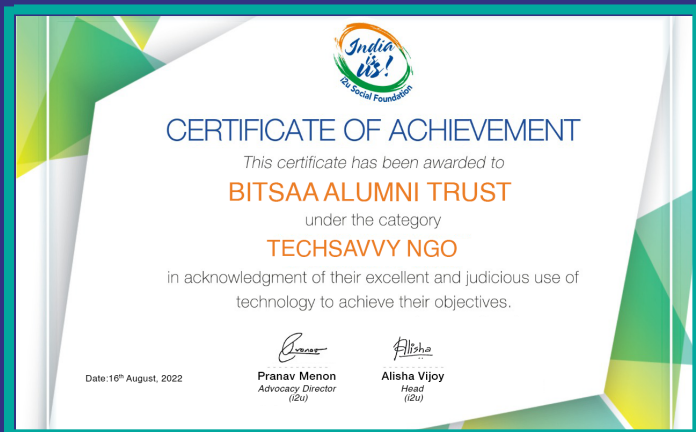 India
is
us!
i2u Social Foundation
CERTIFICATE OF ACHIEVEMENT
This certificate has been awarded to
BITSAA ALUMNI TRUST
under the category
TECHSAVVY NGO
in acknowledgment of their excellent and judicious use of
technology to achieve their objectives.
Pranav
Alisha
Date:16th August, 2022
Pranav Menon
Alisha Vijoy
Advocacy Director
Head
(i2u)
(i2u)